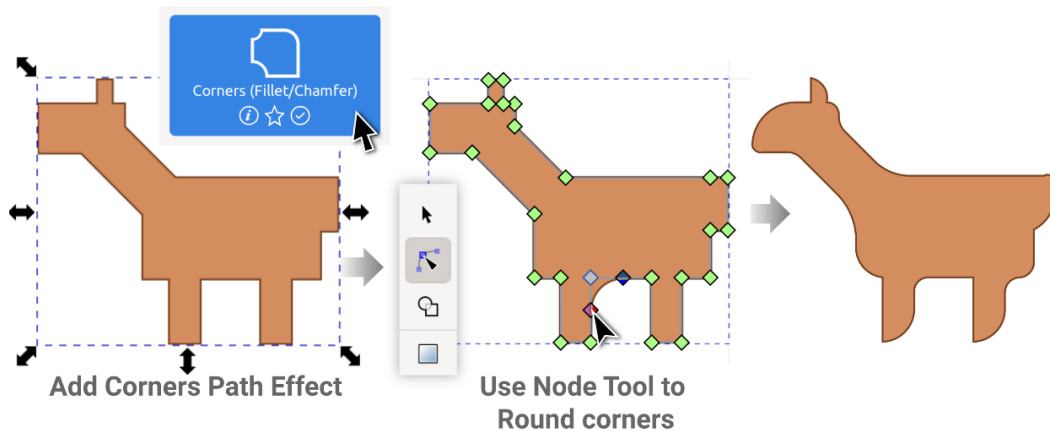 Corners (Fillet/Chamfer)
Add Corners Path Effect
Use Node Tool to
Round corners